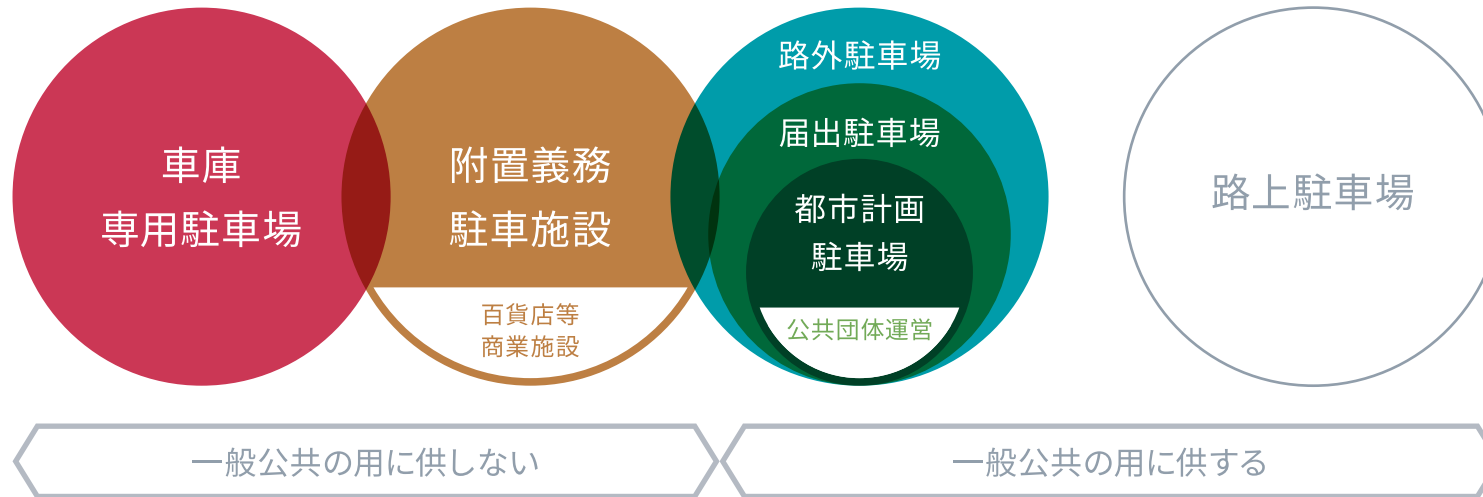 車庫
専用駐車場
附置義務
駐車施設
百貨店等
商業施設
路外駐車場
届出駐車場
都市計画
駐車場
公共団体運営
路上駐車場
一般公共の用に供しない
一般公共の用に供する